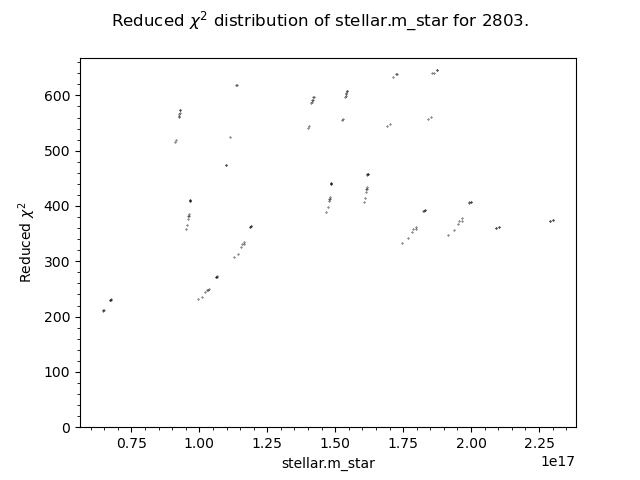 Reduced χ² distribution of stellar.m_star for 2803.
600
500
400
300
200
100
0
Reduced χ²
0.75 1.00 1.25 1.50 1.75 2.00 2.25
1e17
stellar.m_star